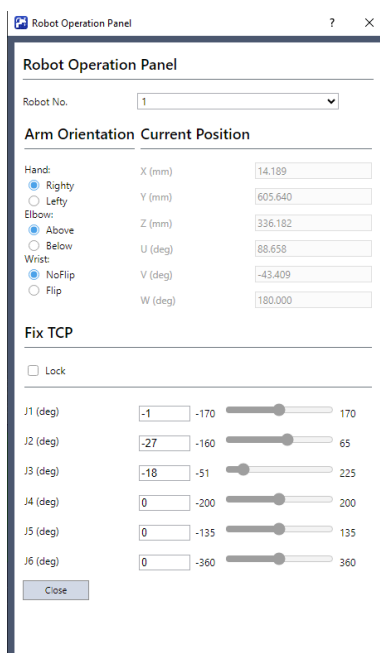 Robot Operation Panel ? ×
Robot Operation Panel
Robot No. 1
Arm Orientation Current Position
Hand:
Righty
Lefty
Elbow:
Above
Below
Wrist:
NoFlip
Flip
X (mm) 14.189
Y (mm) 605.640
Z (mm) 336.182
U (deg) 88.658
V (deg) -43.409
W (deg) 180.000
Fix TCP
Lock
J1 (deg) -1 -170 170
J2 (deg) -27 -160 65
J3 (deg) -18 -51 225
J4 (deg) 0 -200 200
J5 (deg) 0 -135 135
J6 (deg) 0 -360 360
Close